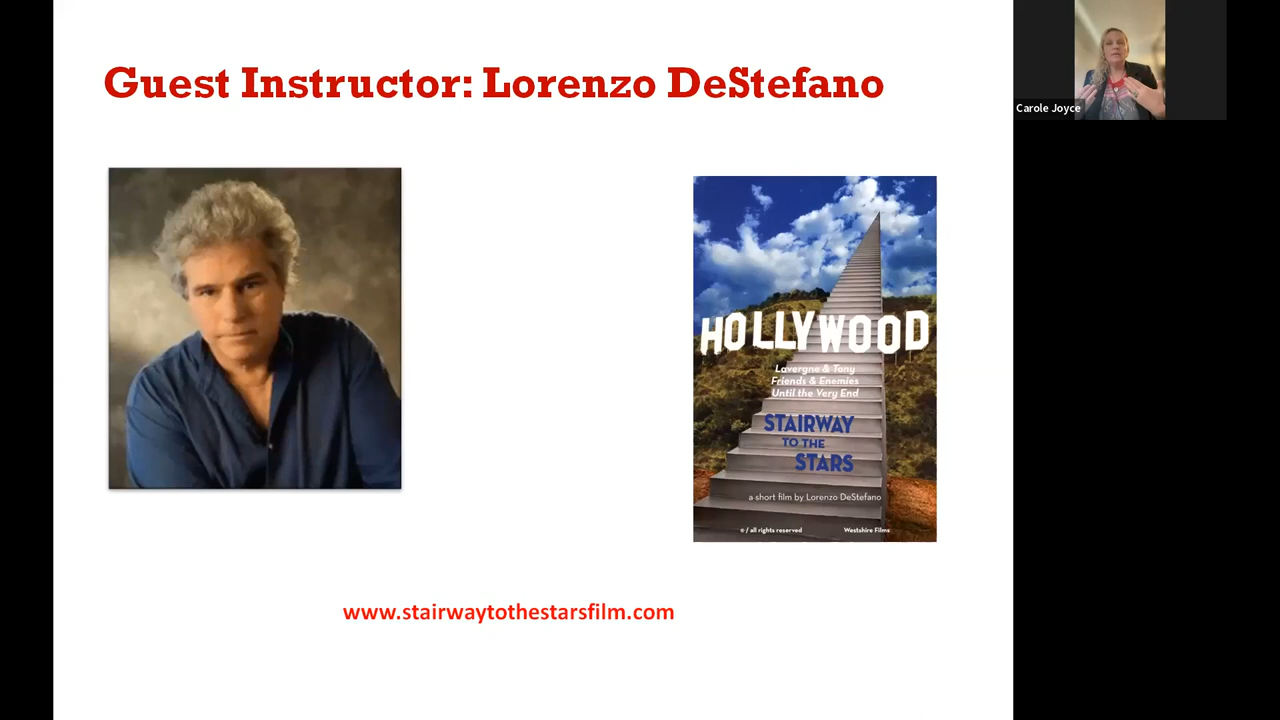 Guest Instructor: Lorenzo DeStefano
Carole Joyce
HOLLYWOOD
Lavergne & Tony
Friends & Enemies
Until the Very End
STAIRWAY
TO THE
STARS
a short film by Lorenzo DeStefano
© / all rights reserved Westshire Films
www.stairwaytothestarsfilm.com